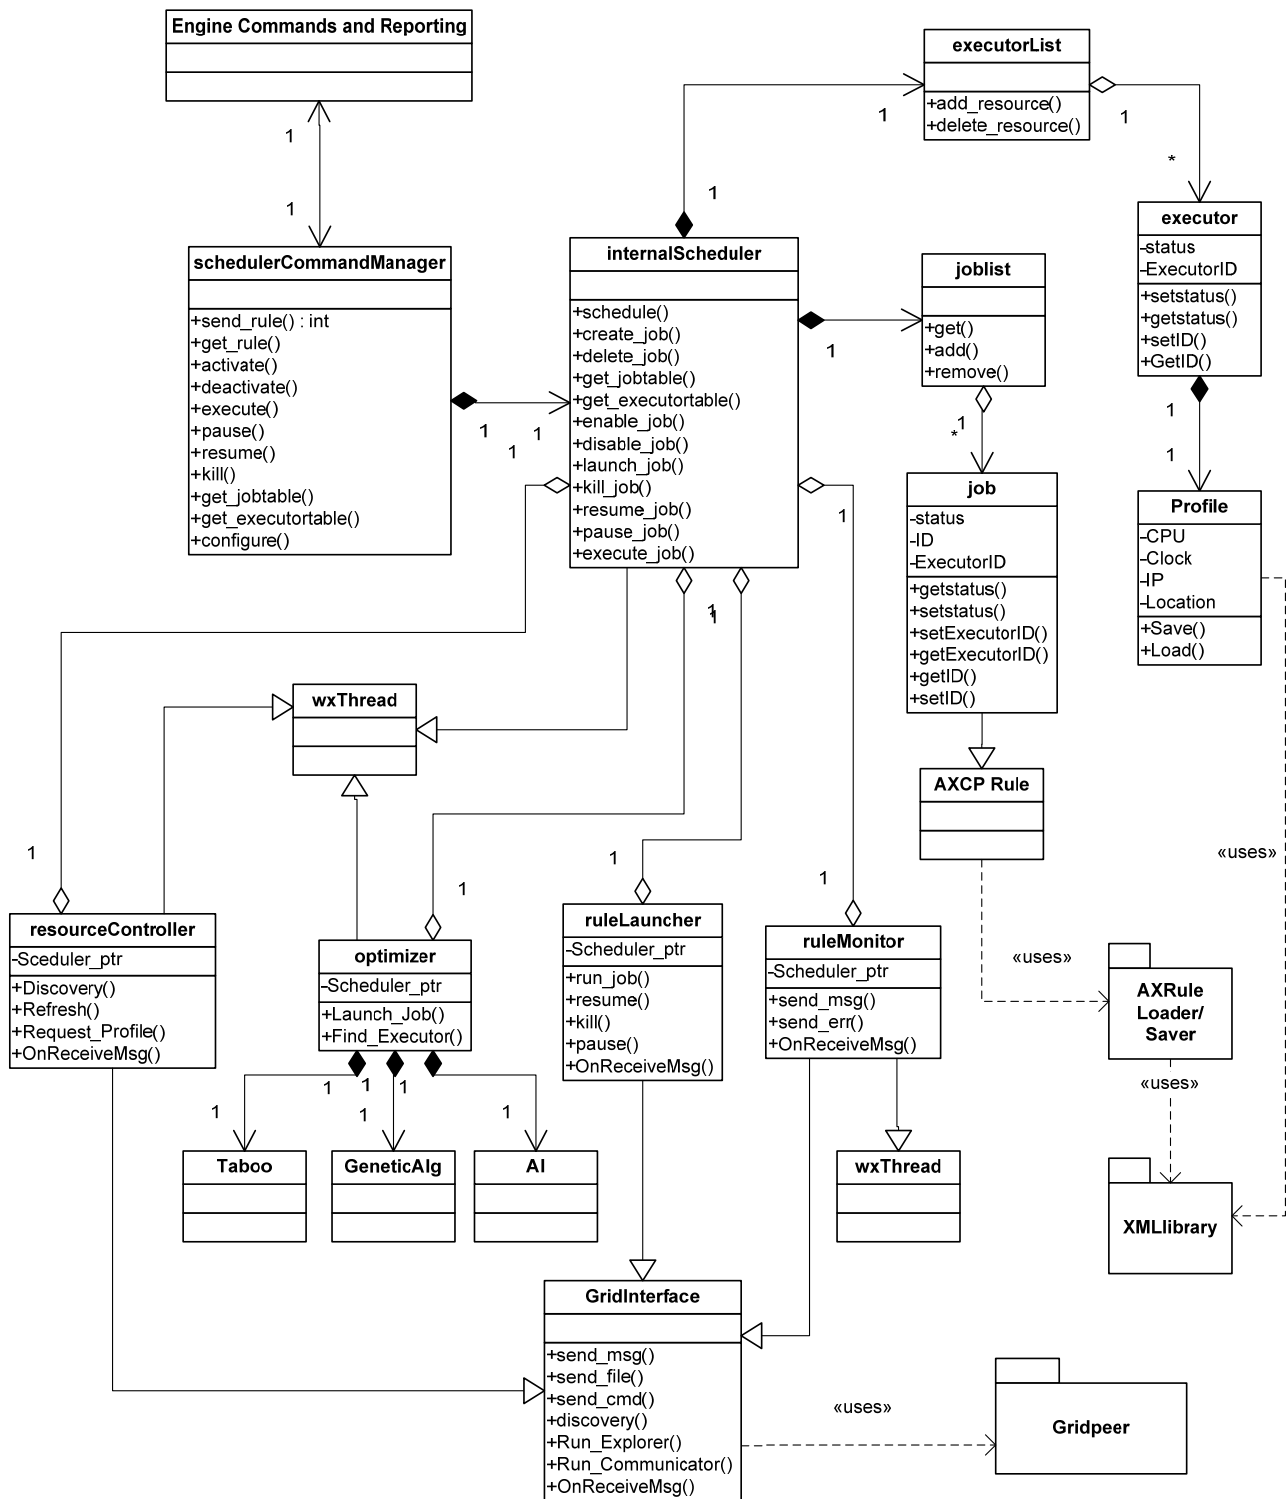 Engine Commands and Reporting
1
1
schedulerCommandManager
+send_rule() : int
+get_rule()
+activate()
+deactivate()
+execute()
+pause()
+resume()
+kill()
+get_jobtable()
+get_executortable()
+configure()
1
1
1
internalScheduler
+schedule()
+create_job()
+delete_job()
+get_jobtable()
+get_executortable()
+enable_job()
+disable_job()
+launch_job()
+kill_job()
+resume_job()
+pause_job()
+execute_job()
1
1
executorList
+add_resource()
+delete_resource()
1
*
executor
-status
-ExecutorID
+setstatus()
+getstatus()
+setID()
+GetID()
1
1
Profile
-CPU
-Clock
-IP
-Location
+Save()
+Load()
1
joblist
+get()
+add()
+remove()
1
*
job
-status
-ID
-ExecutorID
+getstatus()
+setstatus()
+setExecutorID()
+getExecutorID()
+getID()
+setID()
AXCP Rule
«uses»
«uses»
AXRule
Loader/
Saver
«uses»
XMLlibrary
1
1
1
wxThread
1
resourceController
-Sceduler_ptr
+Discovery()
+Refresh()
+Request_Profile()
+OnReceiveMsg()
1
optimizer
-Scheduler_ptr
+Launch_Job()
+Find_Executor()
1
1
1
1
1
1
Taboo
GeneticAlg
AI
1
ruleLauncher
-Scheduler_ptr
+run_job()
+resume()
+kill()
+pause()
+OnReceiveMsg()
1
ruleMonitor
-Scheduler_ptr
+send_msg()
+send_err()
+OnReceiveMsg()
wxThread
GridInterface
+send_msg()
+send_file()
+send_cmd()
+discovery()
+Run_Explorer()
+Run_Communicator()
+OnReceiveMsg()
«uses»
Gridpeer